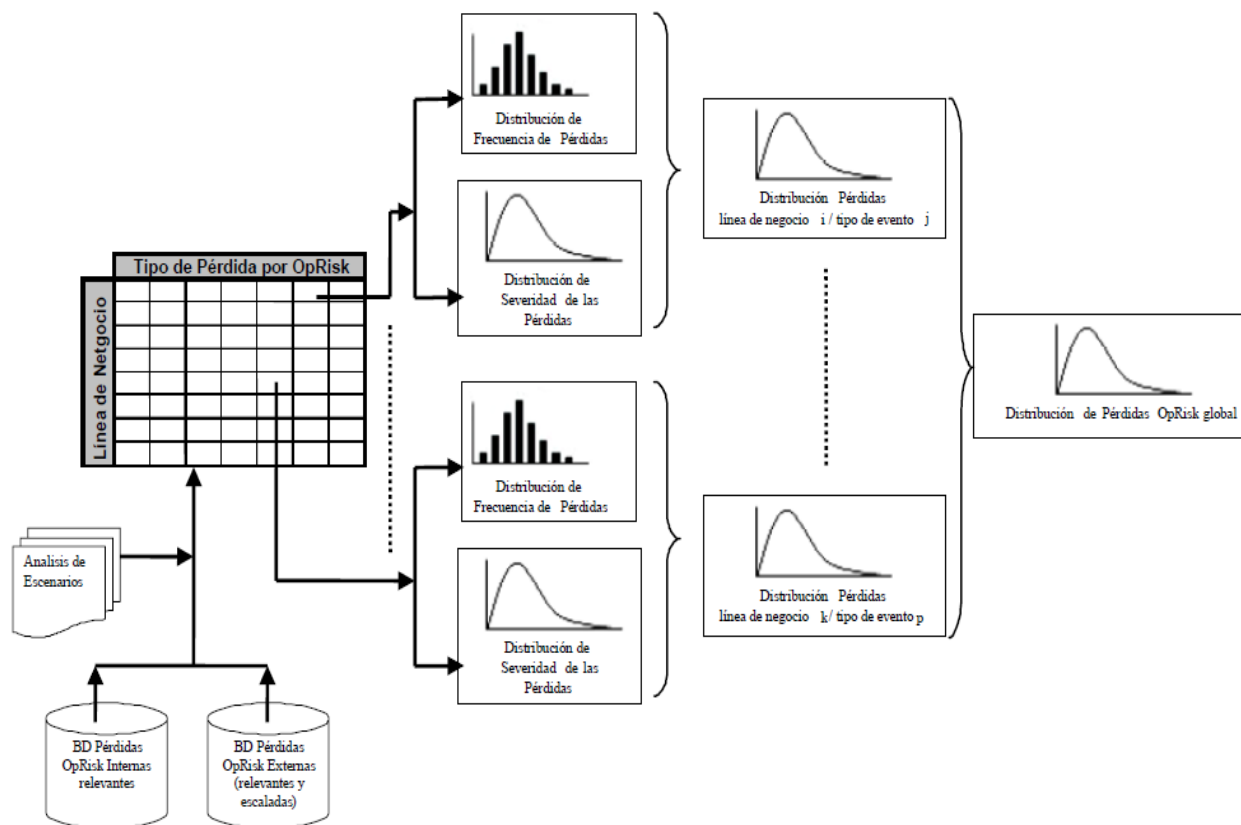 Distribución de
Frecuencia de Pérdidas
Distribución de
Severidad de las
Pérdidas
Distribución Pérdidas
línea de negocio i / tipo de evento j
Tipo de Pérdida por OpRisk
Línea de Netgocio
Distribución de Pérdidas OpRisk global
Distribución de
Frecuencia de Pérdidas
Distribución de
Severidad de las
Pérdidas
Distribución Pérdidas
línea de negocio k/ tipo de evento p
Analisis de
Escenarios
BD Pérdidas
OpRisk Internas
relevantes
BD Pérdidas
OpRisk Externas
(relevantes y
escaladas)